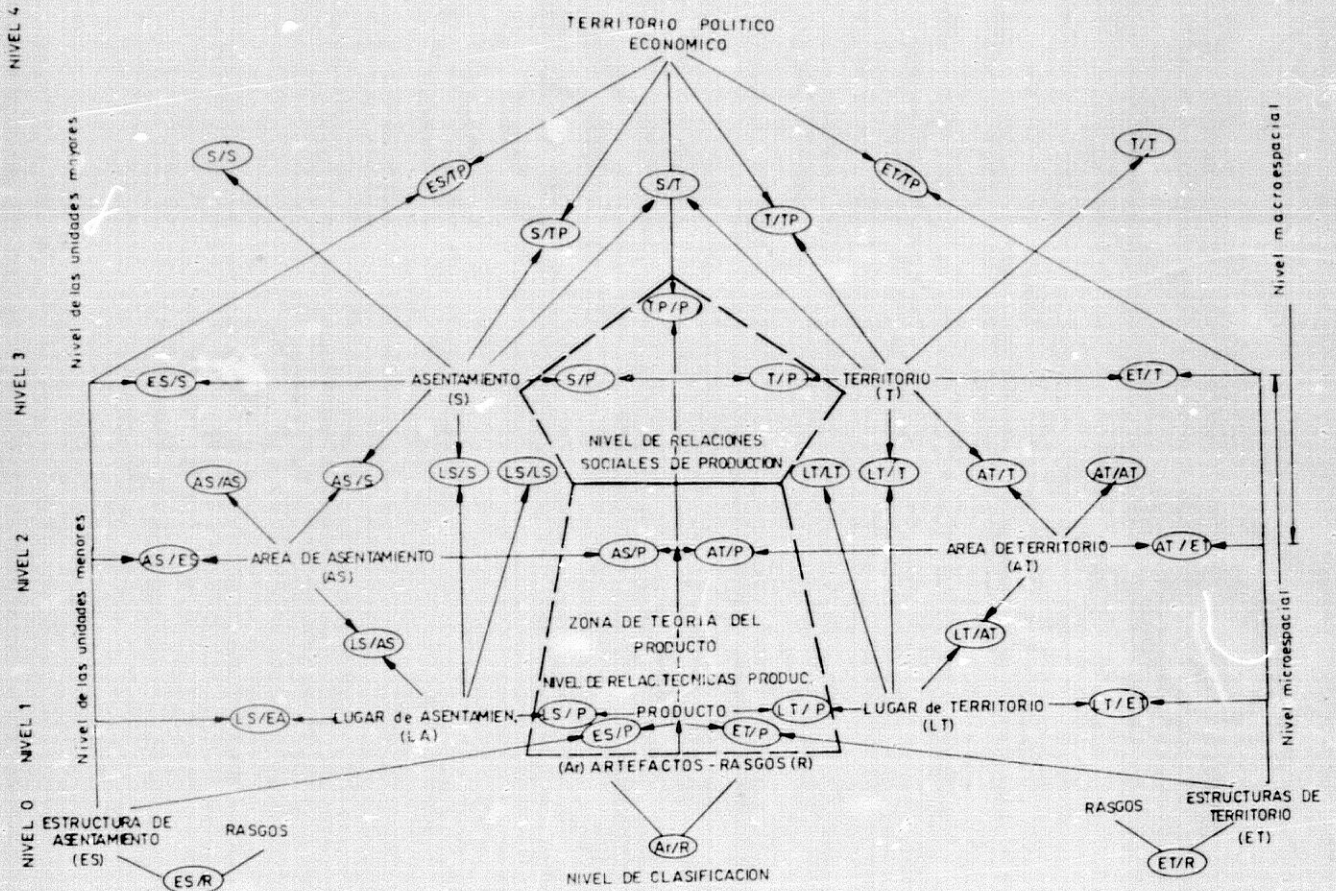 NIVEL 4
TERRITORIO POLITICO
ECONOMICO
Nivel de las unidades mayores
S/S
ES/TP
S/T
ET/TP
T/T
S/TP
T/TP
Nivel macroespacial
TP/P
NIVEL 3
ES/S
ASENTAMIENTO
(S)
S/P
T/P
TERRITORIO
(T)
ET/T
NIVEL DE RELACIONES
SOCIALES DE PRODUCCION
AS/AS
AS/S
LS/S
LS/LS
LT/LT
LT/T
AT/T
AT/AT
NIVEL 2
Nivel de las unidades menores
AS/ES
AREA DE ASENTAMIENTO
(AS)
AS/P
AT/P
AREA DETERRITORIO
(AT)
AT/ET
ZONA DE TEORIA DEL
PRODUCTO
LS/AS
LT/AT
Nivel microespacial
NIVEL DE RELAC.TECNICAS PRODUC.
NIVEL 1
LS/EA
LUGAR de ASENTAMIEN.
(LA)
LS/P
PRODUCTO
LT/P
LUGAR de TERRITORIO
(LT)
LT/ET
ES/P
ET/P
(Ar) ARTEFACTOS-RASGOS (R)
NIVEL 0
ESTRUCTURA DE
ASENTAMIENTO
(ES)
RASGOS
ES/R
Ar/R
NIVEL DE CLASIFICACION
RASGOS
ESTRUCTURAS DE
TERRITORIO
(ET)
ET/R